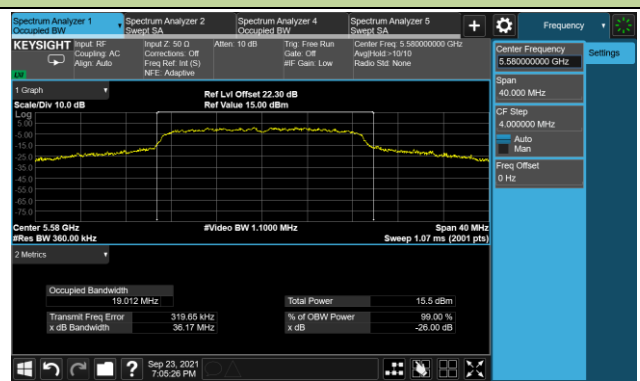 Spectrum Analyzer 1
Occupied BW
Spectrum Analyzer 2
Swept SA
Spectrum Analyzer 4
Occupied BW
Spectrum Analyzer 5
Swept SA
+
Frequency
KEYSIGHT
Input: RF
Coupling: AC
Align: Auto
Input Z: 50 Ω
Corrections: Off
Freq Ref: Int (S)
NFE: Adaptive
Atten: 10 dB
Trig: Free Run
Gate: Off
#IF Gain: Low
Center Freq: 5.580000000 GHz
Avg|Hold:>10/10
Radio Std: None
Center Frequency
5.580000000 GHz
Settings
Span
40.000 MHz
CF Step
4.000000 MHz
Auto
Man
Freq Offset
0 Hz
1 Graph
Scale/Div 10.0 dB
Ref Lvl Offset 22.30 dB
Ref Value 15.00 dBm
Log
5.00
-5.00
-15.0
-25.0
-35.0
-45.0
-55.0
-65.0
-75.0
Center 5.58 GHz
#Res BW 360.00 kHz
#Video BW 1.1000 MHz
Span 40 MHz
Sweep 1.07 ms (2001 pts)
2 Metrics
Occupied Bandwidth
19.012 MHz
Total Power 15.5 dBm
Transmit Freq Error 319.65 kHz
% of OBW Power 99.00 %
x dB Bandwidth 36.17 MHz
x dB -26.00 dB
?
Sep 23, 2021
7:05:26 PM